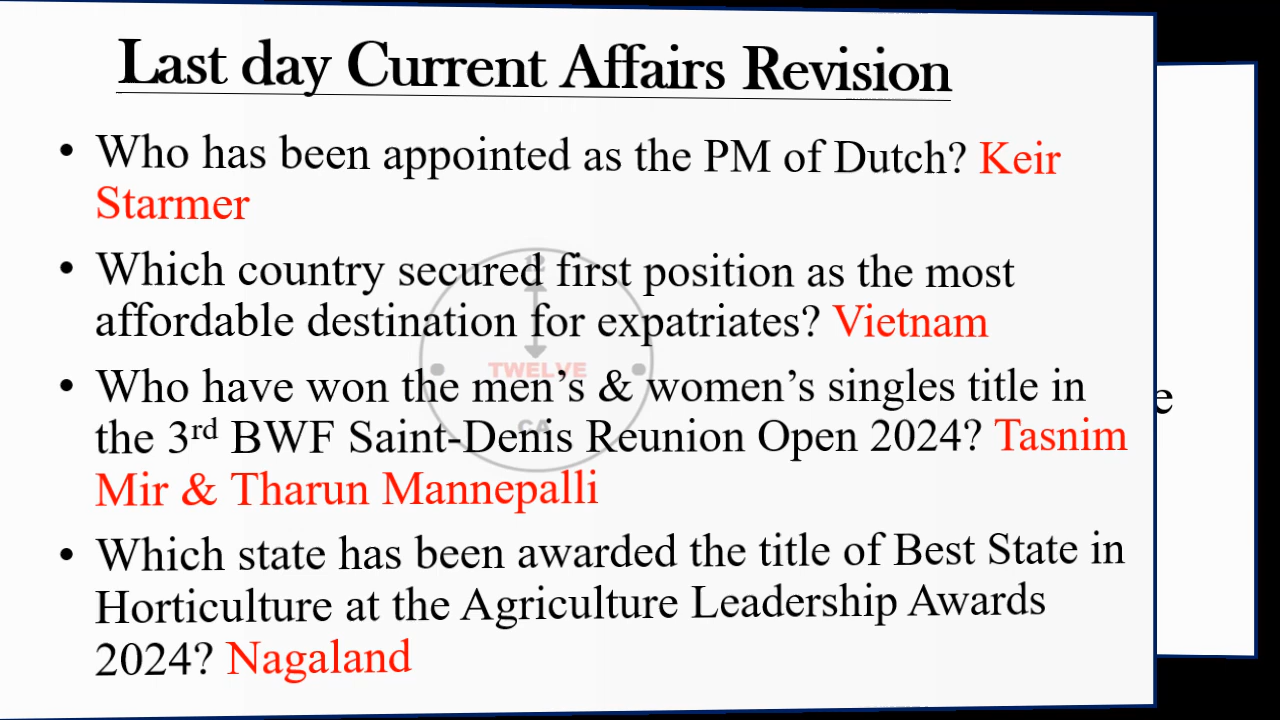 Last day Current Affairs Revision
• Who has been appointed as the PM of Dutch? Keir
Starmer
• Which country secured first position as the most
affordable destination for expatriates? Vietnam
• Who have won the men's & women's singles title in
the 3rd BWF Saint-Denis Reunion Open 2024? Tasnim
Mir & Tharun Mannepalli
• Which state has been awarded the title of Best State in
Horticulture at the Agriculture Leadership Awards
2024? Nagaland
e
12
TWELVE
CA